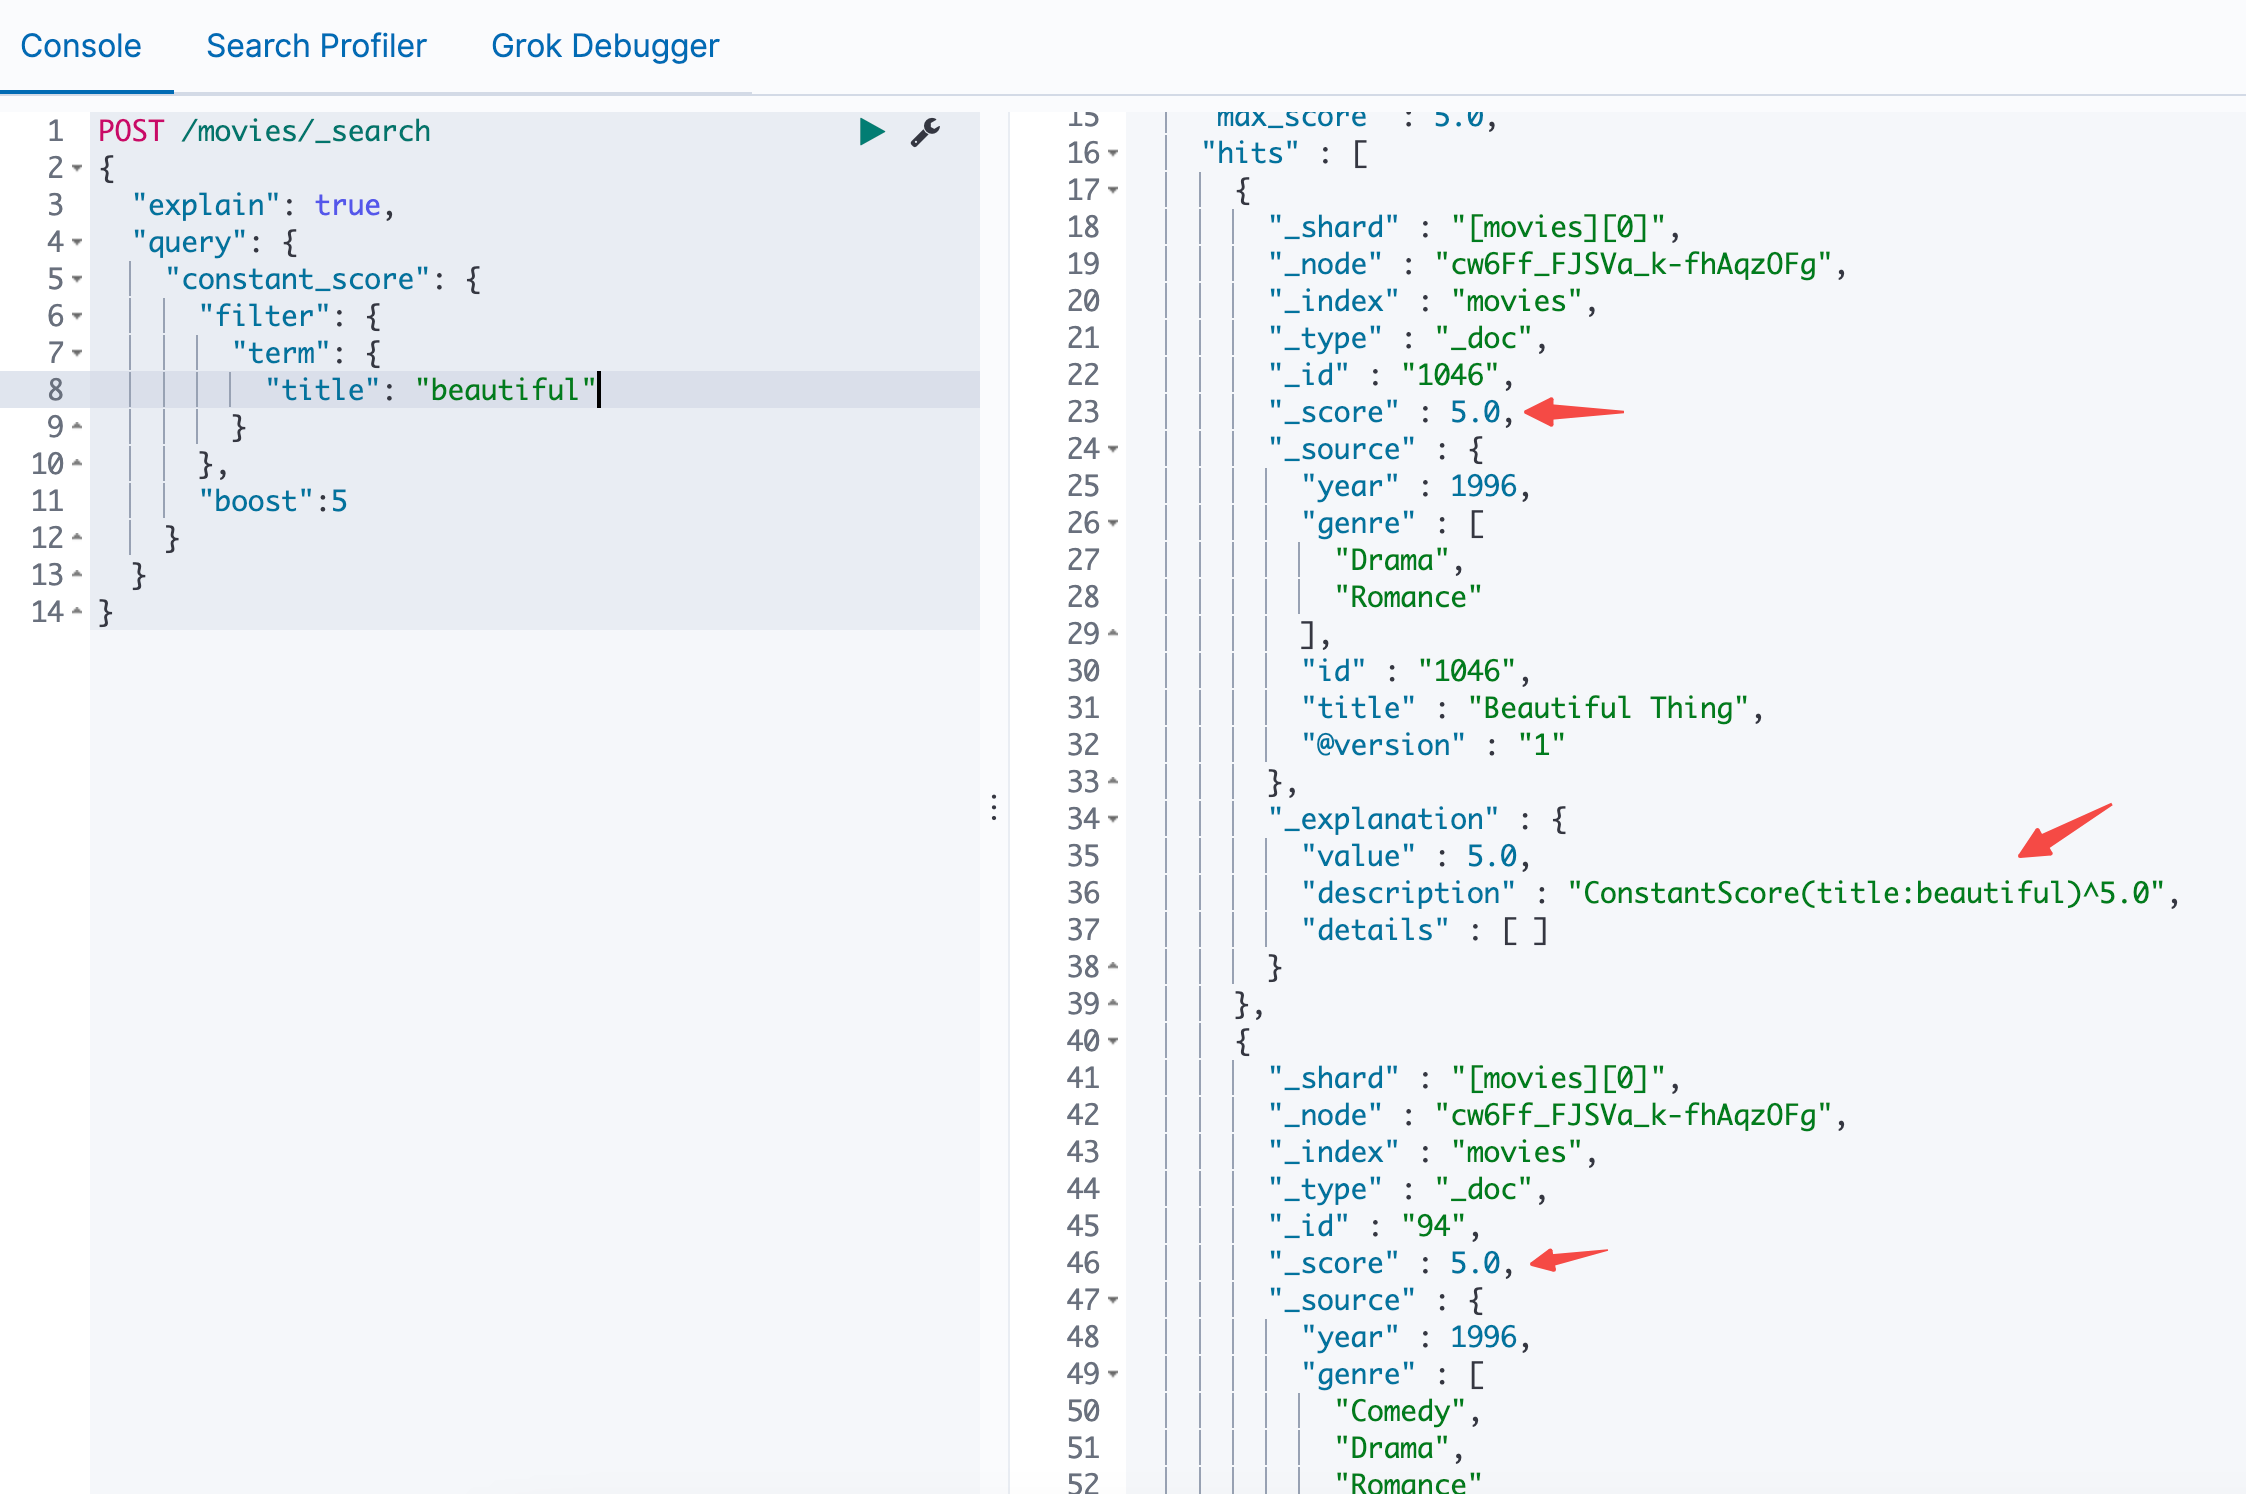 Console Search Profiler Grok Debugger
1 POST /movies/_search
2 {
3 "explain": true,
4 "query": {
5 "constant_score": {
6 "filter": {
7 "term": {
8 "title": "beautiful"
9 }
10 },
11 "boost":5
12 }
13 }
14 }
15 "max_score" : 5.0,
16 "hits" : [
17 {
18 "_shard" : "[movies][0]",
19 "_node" : "cw6Ff_FJSVa_k-fhAqzOFg",
20 "_index" : "movies",
21 "_type" : "_doc",
22 "_id" : "1046",
23 "_score" : 5.0,
24 "_source" : {
25 "year" : 1996,
26 "genre" : [
27 "Drama",
28 "Romance"
29 ],
30 "id" : "1046",
31 "title" : "Beautiful Thing",
32 "@version" : "1"
33 },
34 "_explanation" : {
35 "value" : 5.0,
36 "description" : "ConstantScore(title:beautiful)^5.0",
37 "details" : [ ]
38 }
39 },
40 {
41 "_shard" : "[movies][0]",
42 "_node" : "cw6Ff_FJSVa_k-fhAqzOFg",
43 "_index" : "movies",
44 "_type" : "_doc",
45 "_id" : "94",
46 "_score" : 5.0,
47 "_source" : {
48 "year" : 1996,
49 "genre" : [
50 "Comedy",
51 "Drama",
52 "Romance"